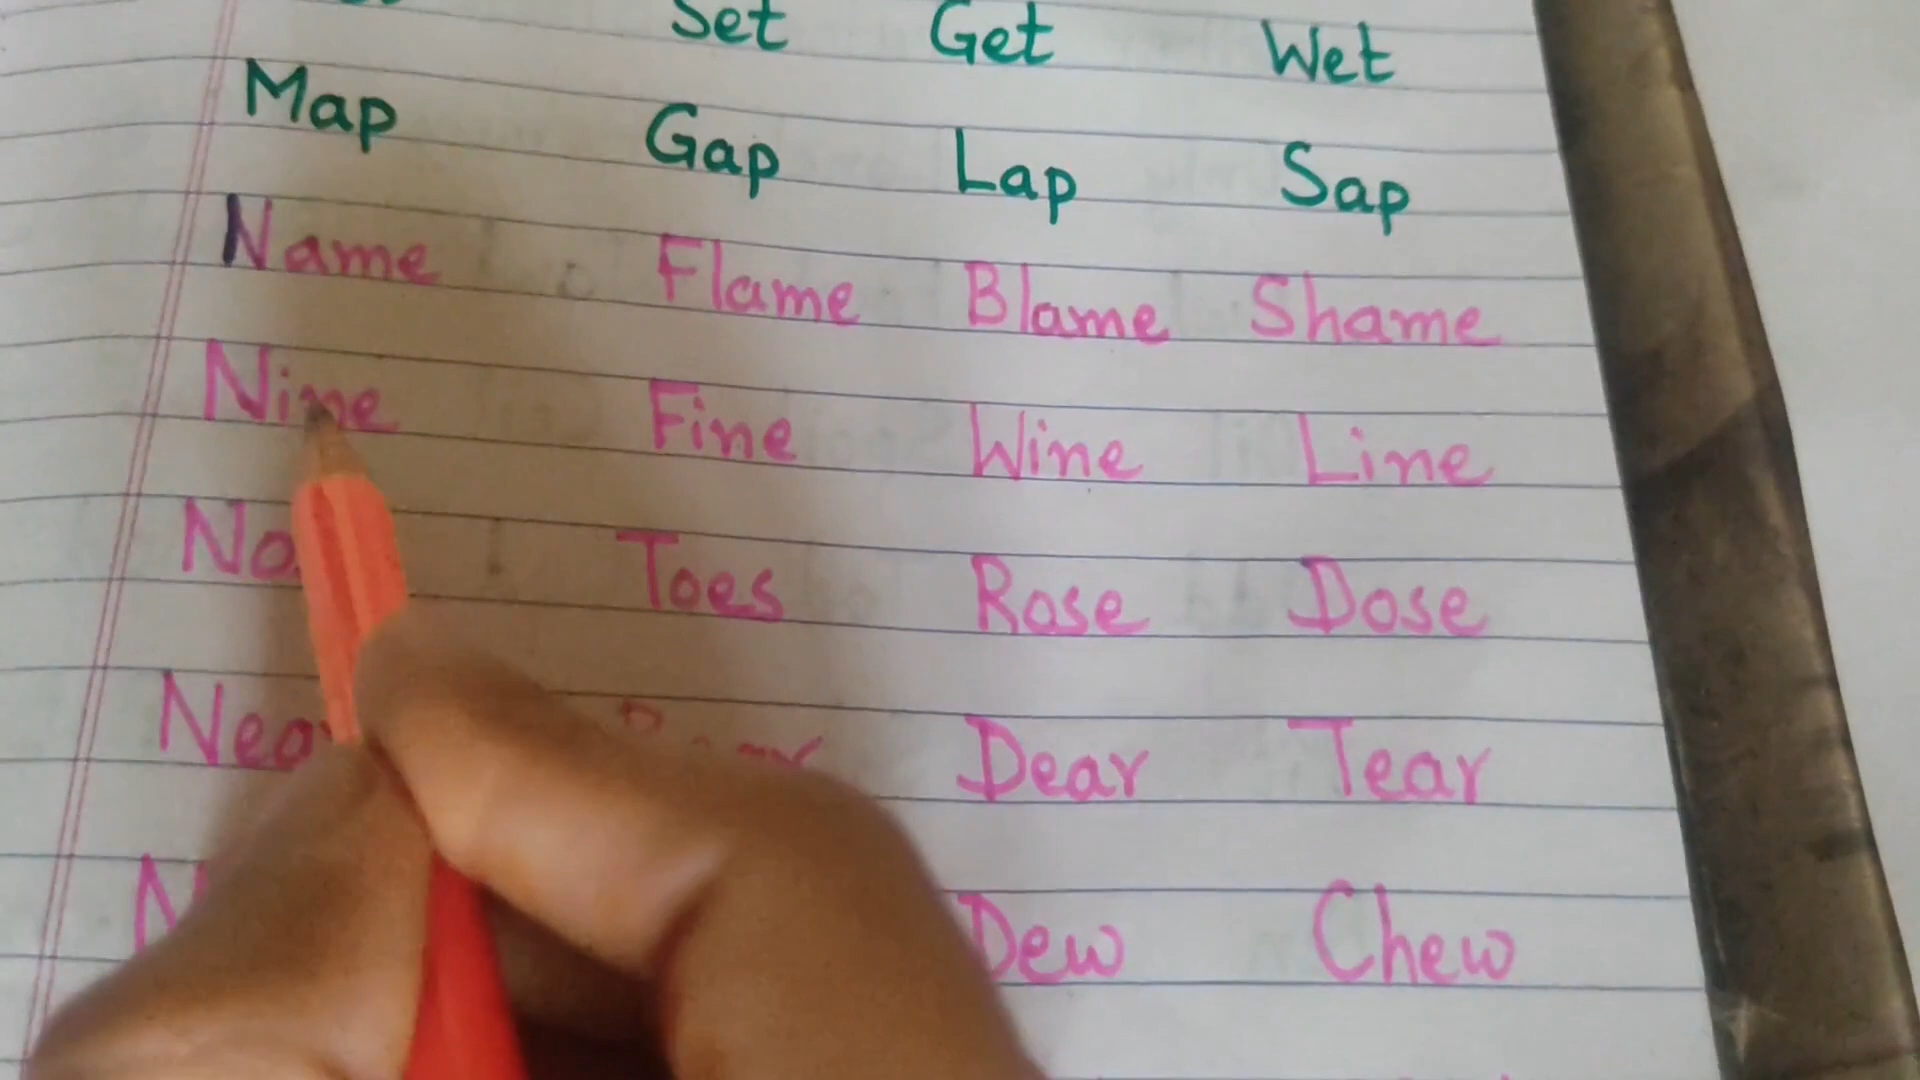 Set Get Wet
Map Gap Lap Sap
Name Flame Blame Shame
Nine Fine Wine Line
Toes Rose Dose
Dear Tear
Dew Chew